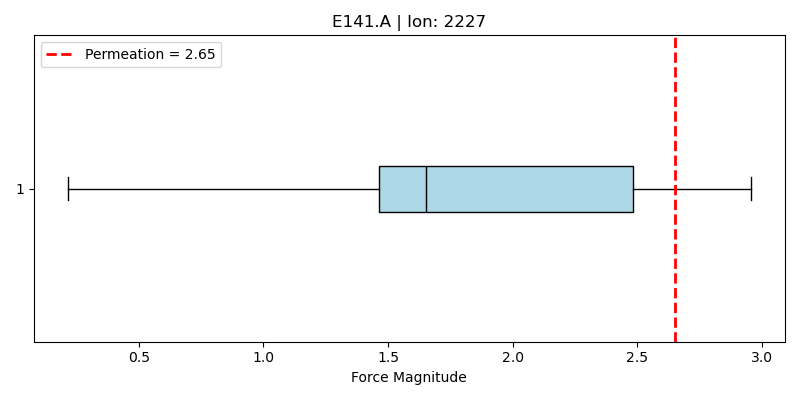 E141.A | Ion: 2227
Permeation = 2.65
1
0.5 1.0 1.5 2.0 2.5 3.0
Force Magnitude